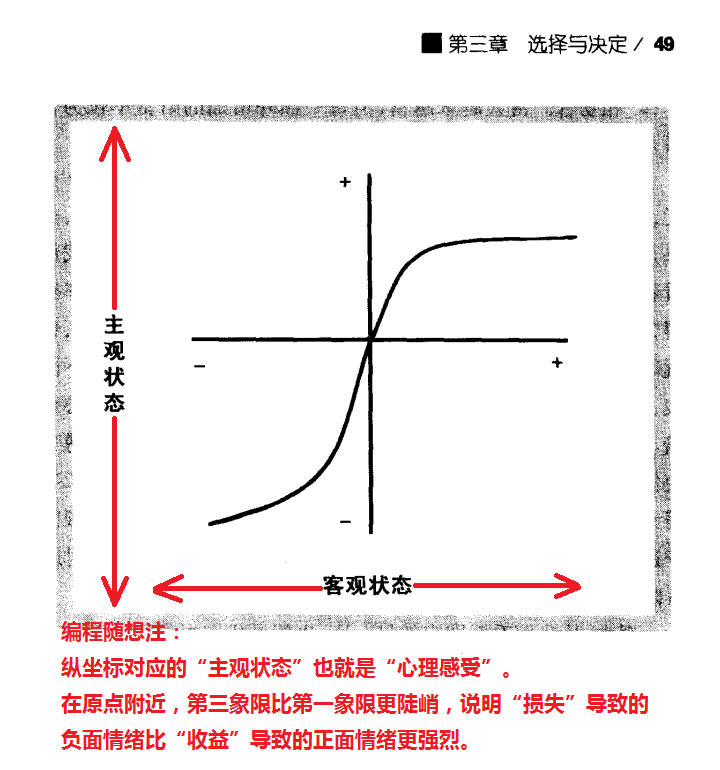 第三章 选择与决定 / 49
+
主观状态
−
+
−
客观状态
编程随想注：
纵坐标对应的“主观状态”也就是“心理感受”。
在原点附近，第三象限比第一象限更陡峭，说明“损失”导致的
负面情绪比“收益”导致的正面情绪更强烈。